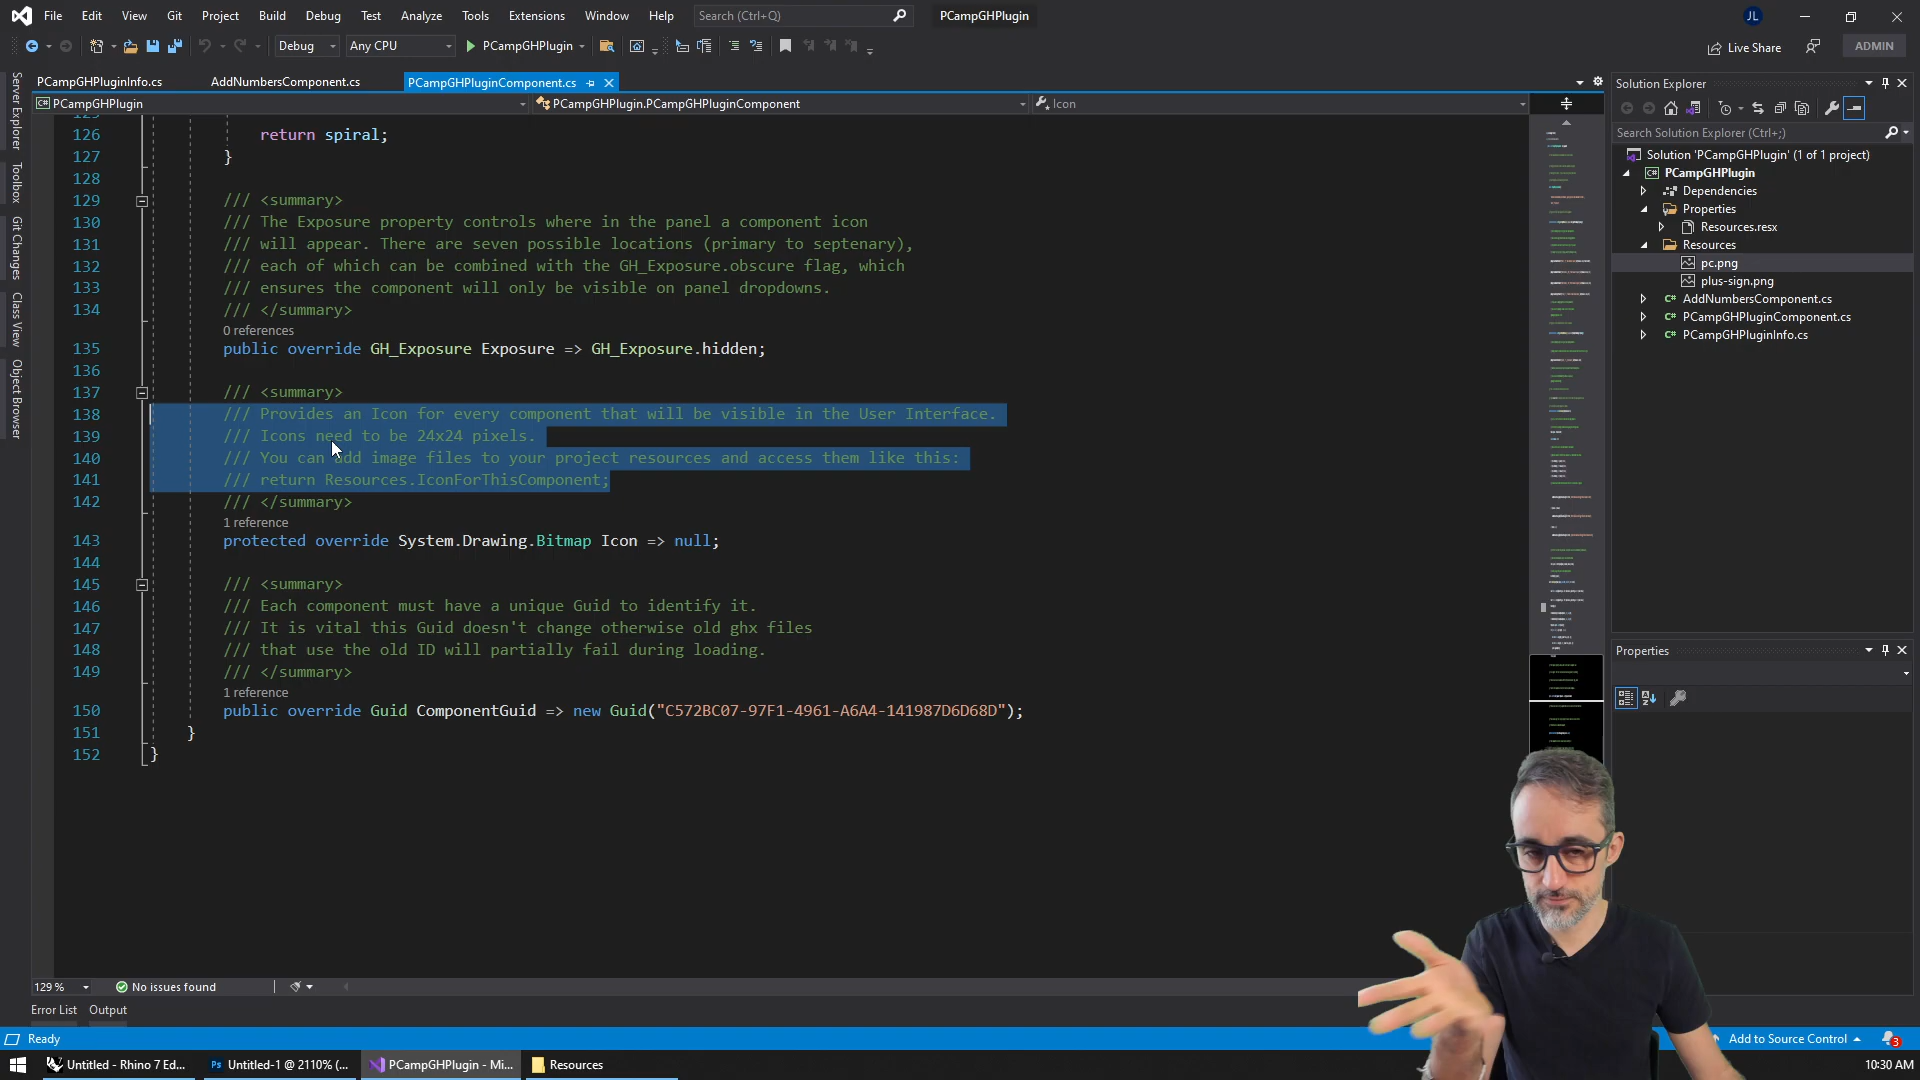 File Edit View Git Project Build Debug Test Analyze Tools Extensions Window Help Search (Ctrl+Q) PCampGHPlugin JL
Debug Any CPU PCampGHPlugin Live Share ADMIN
PCampGHPluginInfo.cs AddNumbersComponent.cs PCampGHPluginComponent.cs
C# PCampGHPlugin PCampGHPlugin.PCampGHPluginComponent Icon
Server Explorer
Toolbox
Git Changes
Class View
Object Browser
126 return spiral;
127 }
128
129 /// <summary>
130 /// The Exposure property controls where in the panel a component icon
131 /// will appear. There are seven possible locations (primary to septenary),
132 /// each of which can be combined with the GH_Exposure.obscure flag, which
133 /// ensures the component will only be visible on panel dropdowns.
134 /// </summary>
0 references
135 public override GH_Exposure Exposure => GH_Exposure.hidden;
136
137 /// <summary>
138 /// Provides an Icon for every component that will be visible in the User Interface.
139 /// Icons need to be 24x24 pixels.
140 /// You can add image files to your project resources and access them like this:
141 /// return Resources.IconForThisComponent;
142 /// </summary>
1 reference
143 protected override System.Drawing.Bitmap Icon => null;
144
145 /// <summary>
146 /// Each component must have a unique Guid to identify it.
147 /// It is vital this Guid doesn't change otherwise old ghx files
148 /// that use the old ID will partially fail during loading.
149 /// </summary>
1 reference
150 public override Guid ComponentGuid => new Guid("C572BC07-97F1-4961-A6A4-141987D6D68D");
151 }
152 }
Solution Explorer
Search Solution Explorer (Ctrl+;)
Solution 'PCampGHPlugin' (1 of 1 project)
C# PCampGHPlugin
Dependencies
Properties
Resources.resx
Resources
pc.png
plus-sign.png
C# AddNumbersComponent.cs
C# PCampGHPluginComponent.cs
C# PCampGHPluginInfo.cs
Properties
129 % No issues found
Error List Output
Ready Add to Source Control 3
Untitled - Rhino 7 Ed... Ps Untitled-1 @ 2110% (... PCampGHPlugin - Mi... Resources 10:30 AM